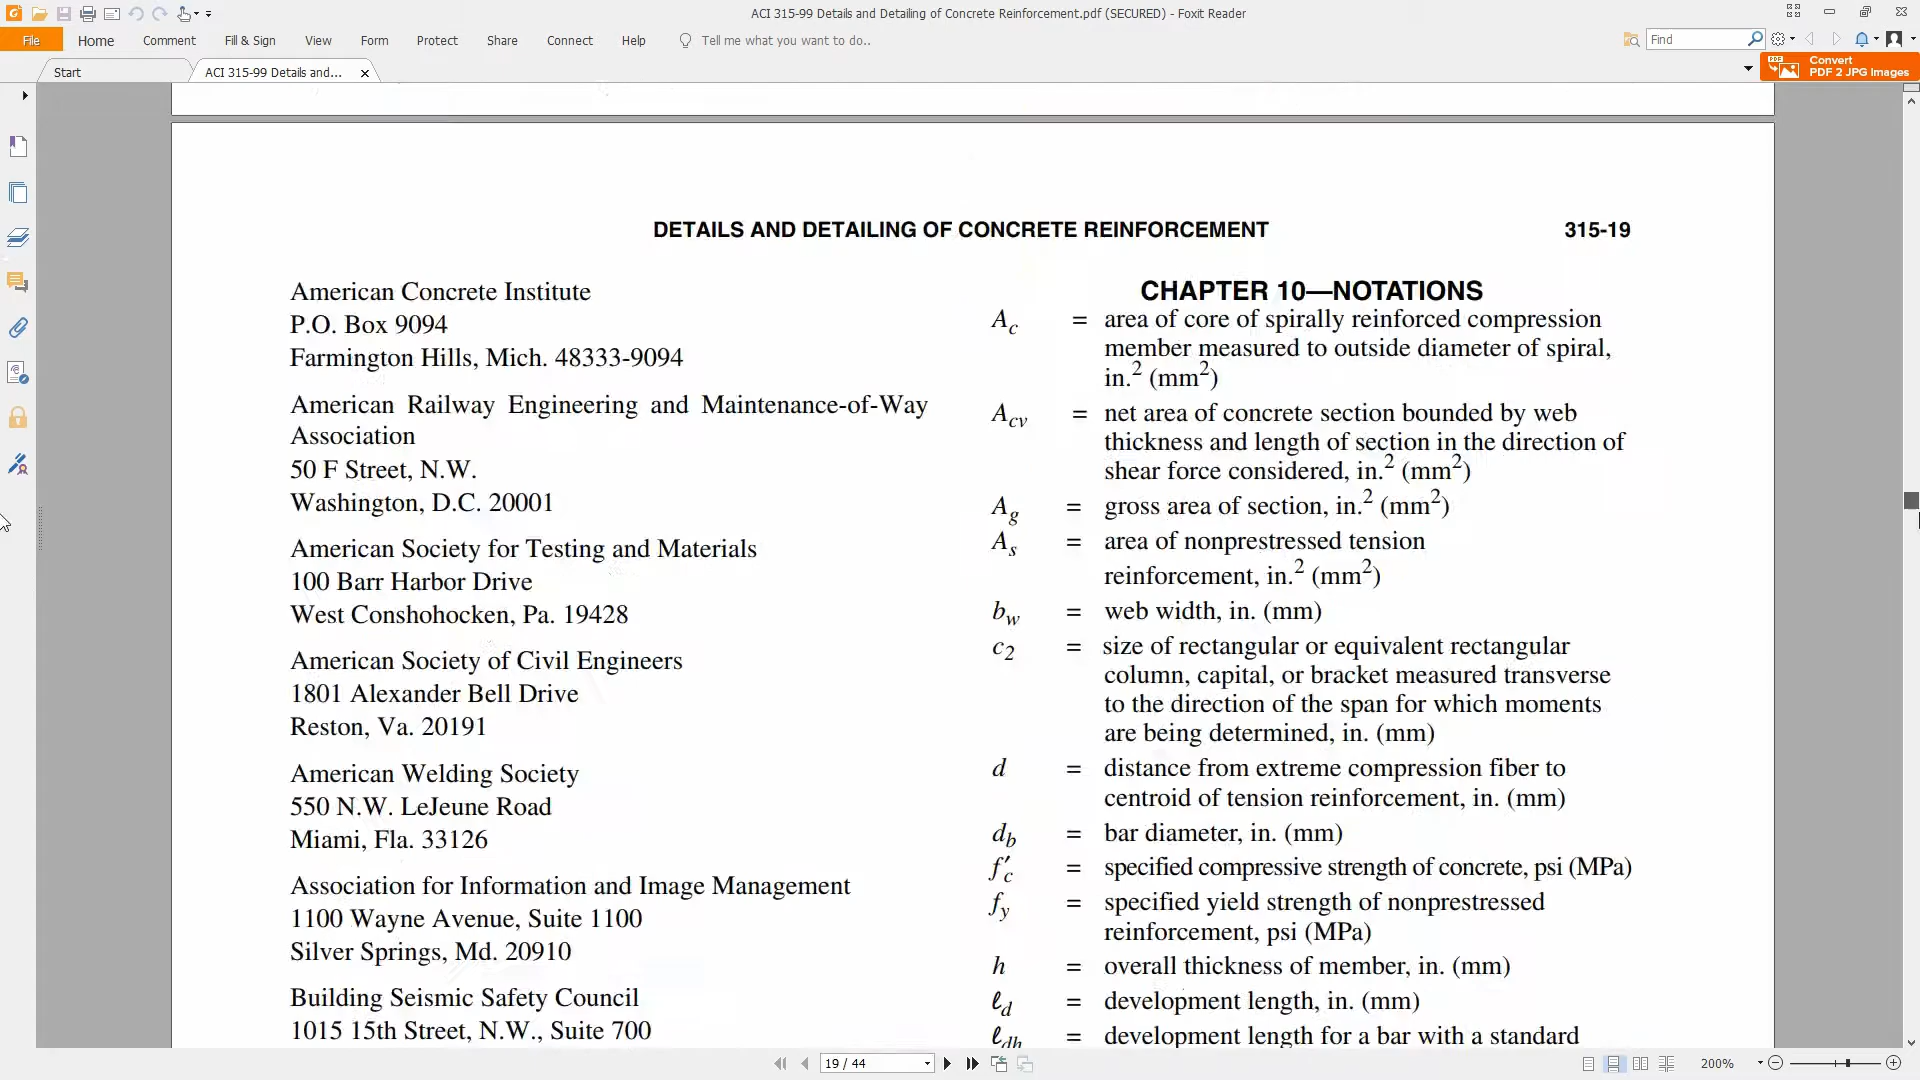 ACI 315-99 Details and Detailing of Concrete Reinforcement.pdf (SECURED) - Foxit Reader
File Home Comment Fill & Sign View Form Protect Share Connect Help Tell me what you want to do.. Find
Start ACI 315-99 Details and... Convert
PDF 2 JPG Images
DETAILS AND DETAILING OF CONCRETE REINFORCEMENT 315-19
American Concrete Institute
P.O. Box 9094
Farmington Hills, Mich. 48333-9094
American Railway Engineering and Maintenance-of-Way
Association
50 F Street, N.W.
Washington, D.C. 20001
American Society for Testing and Materials
100 Barr Harbor Drive
West Conshohocken, Pa. 19428
American Society of Civil Engineers
1801 Alexander Bell Drive
Reston, Va. 20191
American Welding Society
550 N.W. LeJeune Road
Miami, Fla. 33126
Association for Information and Image Management
1100 Wayne Avenue, Suite 1100
Silver Springs, Md. 20910
Building Seismic Safety Council
1015 15th Street, N.W., Suite 700
CHAPTER 10—NOTATIONS
Ac = area of core of spirally reinforced compression
member measured to outside diameter of spiral,
in.2 (mm2)
Acv = net area of concrete section bounded by web
thickness and length of section in the direction of
shear force considered, in.2 (mm2)
Ag = gross area of section, in.2 (mm2)
As = area of nonprestressed tension
reinforcement, in.2 (mm2)
bw = web width, in. (mm)
c2 = size of rectangular or equivalent rectangular
column, capital, or bracket measured transverse
to the direction of the span for which moments
are being determined, in. (mm)
d = distance from extreme compression fiber to
centroid of tension reinforcement, in. (mm)
db = bar diameter, in. (mm)
f′c = specified compressive strength of concrete, psi (MPa)
fy = specified yield strength of nonprestressed
reinforcement, psi (MPa)
h = overall thickness of member, in. (mm)
ℓd = development length, in. (mm)
ℓdh = development length for a bar with a standard
19 / 44 200%